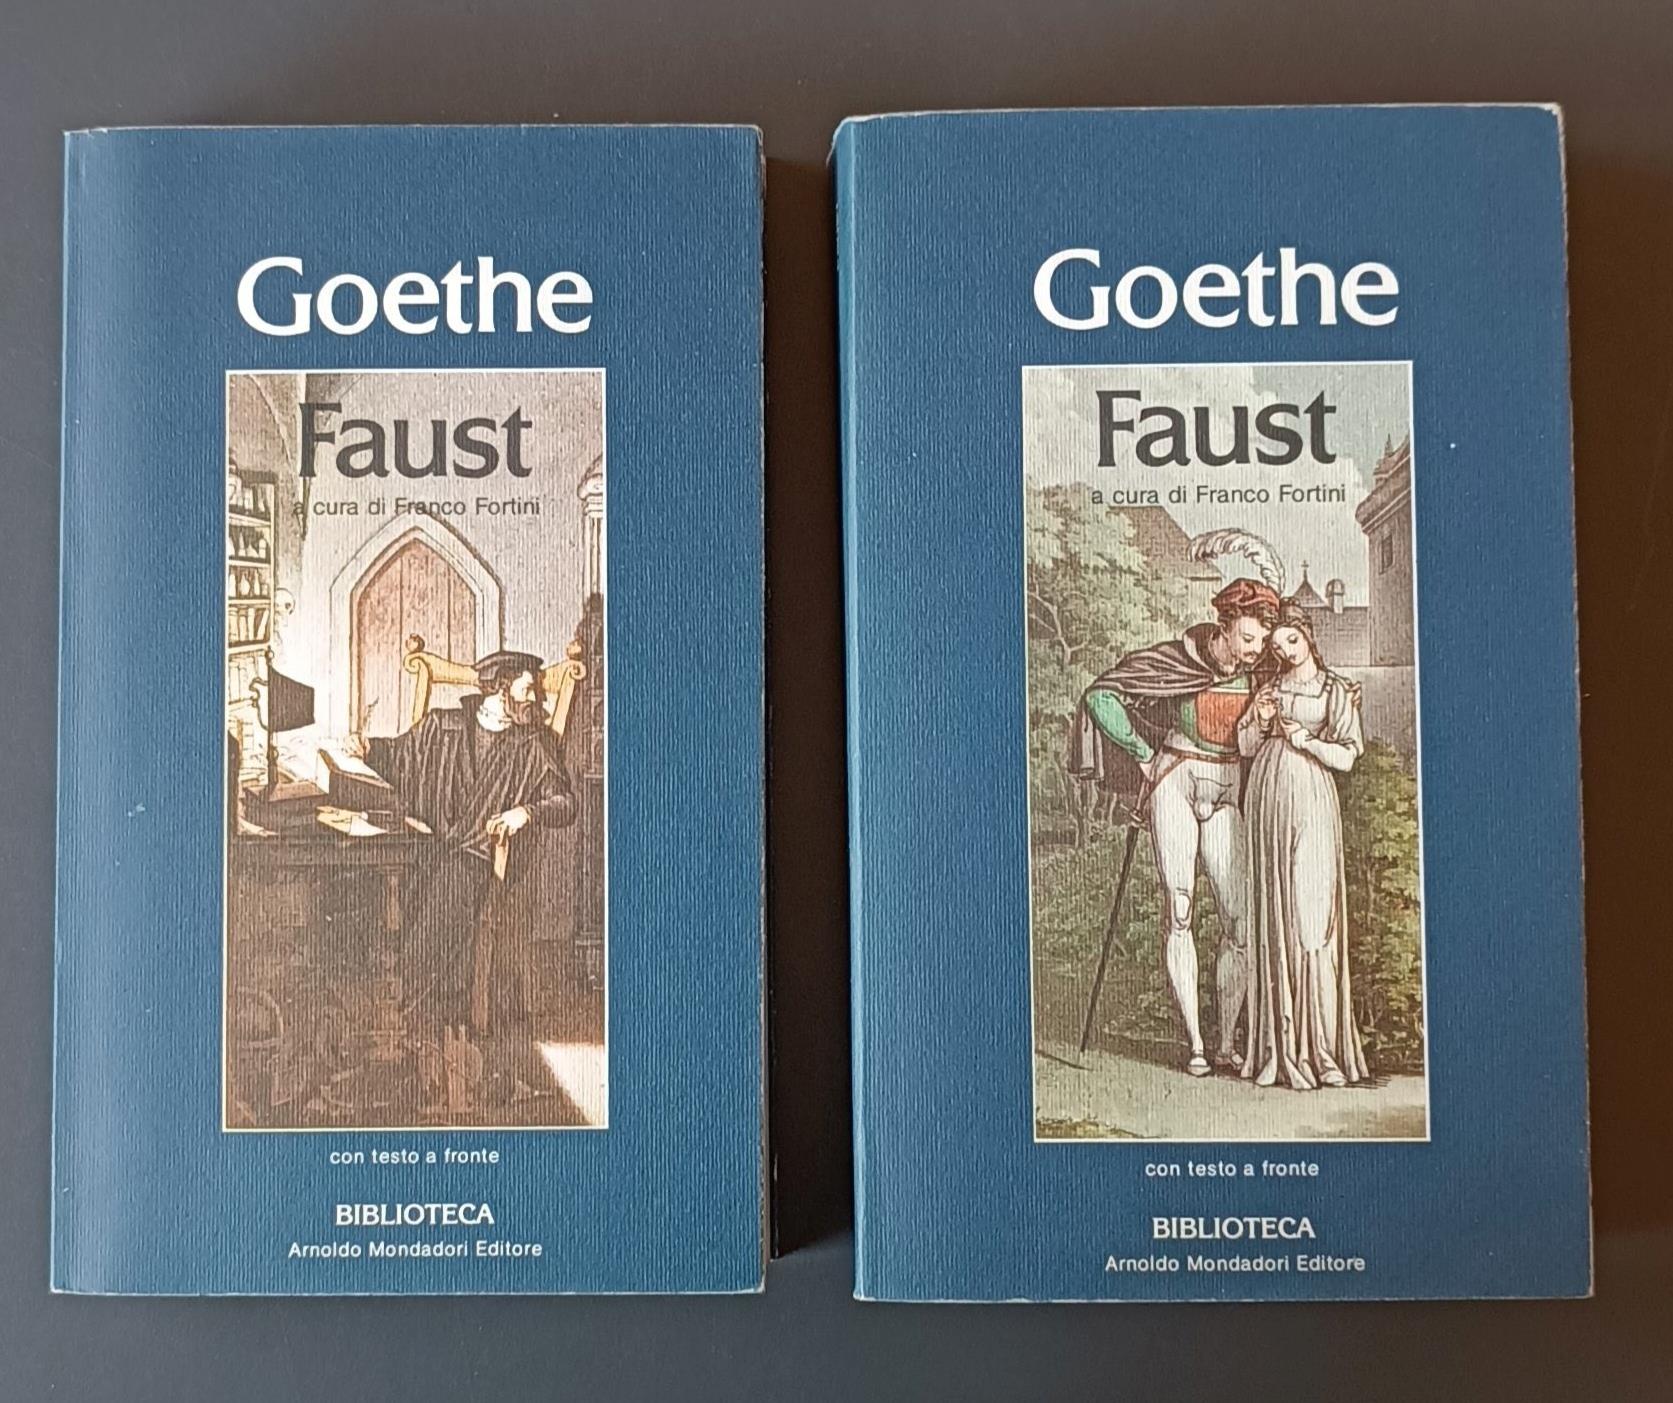 Goethe
Faust
a cura di Franco Fortini
con testo a fronte
BIBLIOTECA
Arnoldo Mondadori Editore
Goethe
Faust
a cura di Franco Fortini
con testo a fronte
BIBLIOTECA
Arnoldo Mondadori Editore